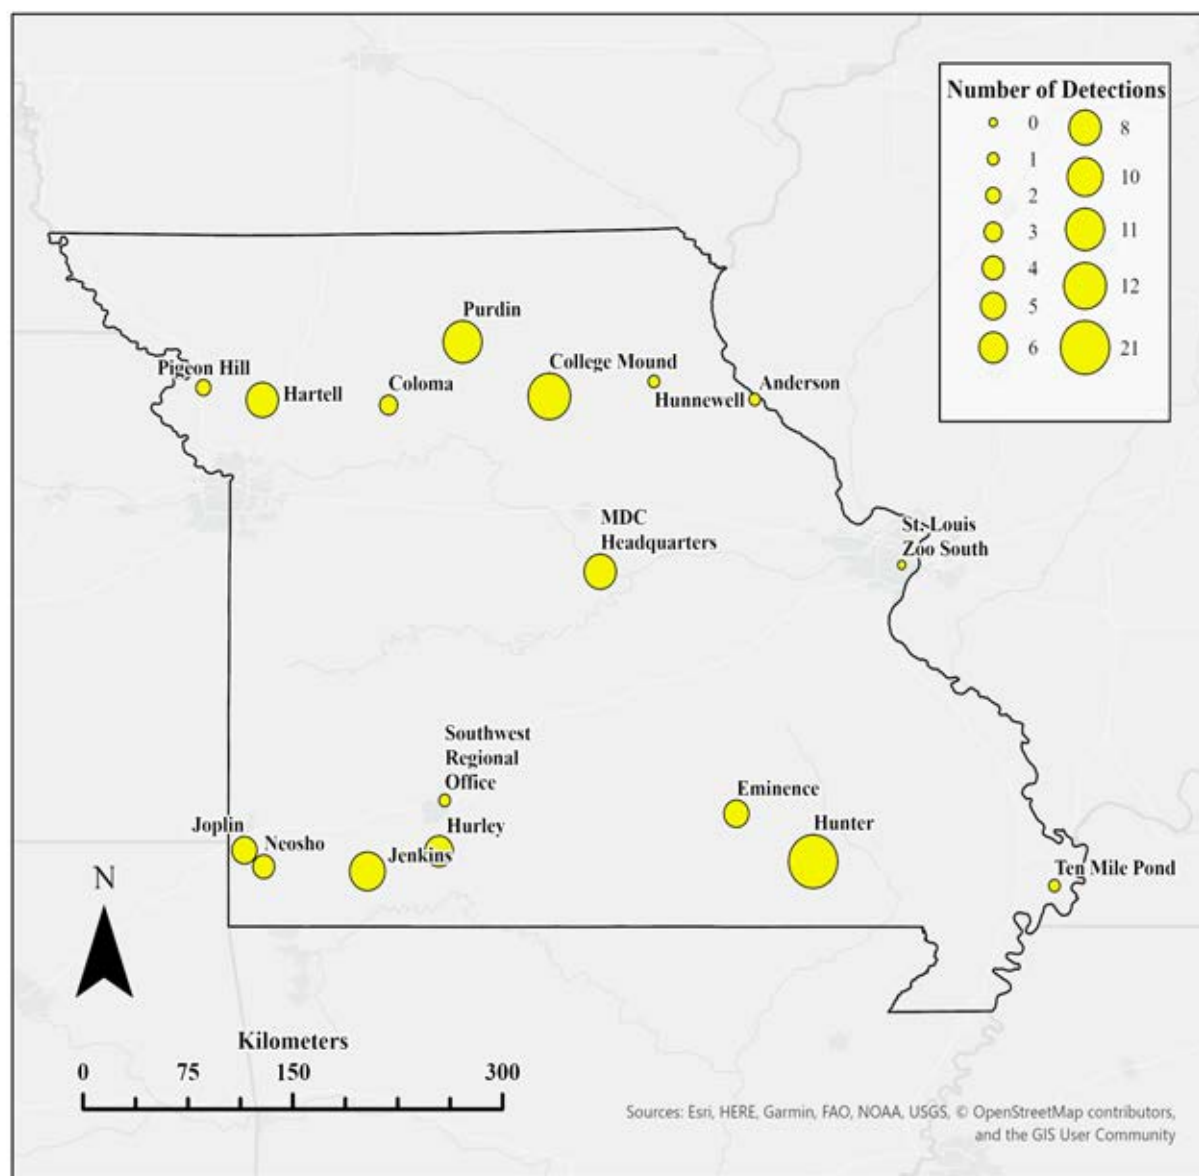 Number of Detections
0
1
2
3
4
5
6
8
10
11
12
21
Purdin
Pigeon Hill
Hartell
Coloma
College Mound
Hunnewell
Anderson
MDC
Headquarters
St. Louis
Zoo South
Southwest
Regional
Office
Joplin
Neosho
Jenkins
Hurley
Eminence
Hunter
Ten Mile Pond
N
Kilometers
0 75 150 300
Sources: Esri, HERE, Garmin, FAO, NOAA, USGS, © OpenStreetMap contributors,
and the GIS User Community